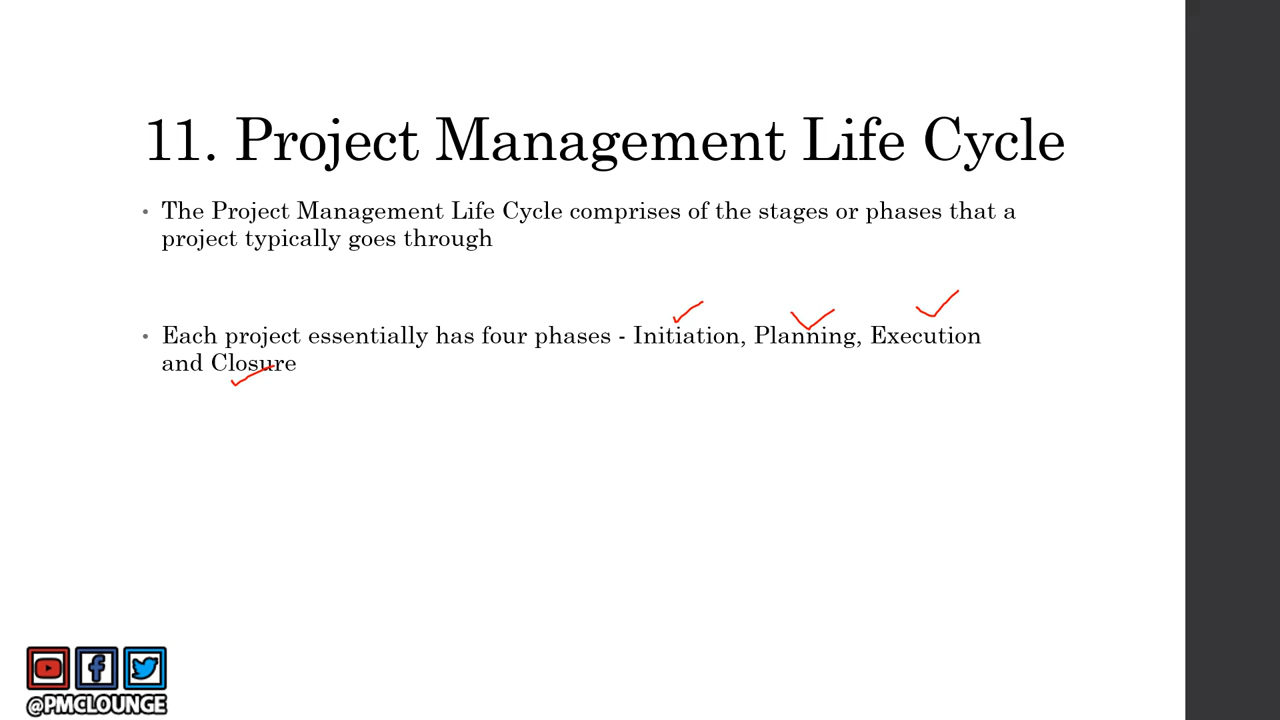 11. Project Management Life Cycle
• The Project Management Life Cycle comprises of the stages or phases that a
project typically goes through
• Each project essentially has four phases - Initiation, Planning, Execution
and Closure
@PMCLOUNGE